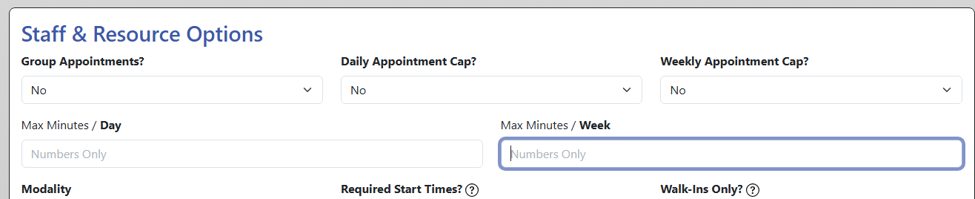 Staff & Resource Options
Group Appointments? Daily Appointment Cap? Weekly Appointment Cap?
No No No
Max Minutes / Day Max Minutes / Week
Numbers Only Numbers Only
Modality Required Start Times? ? Walk-Ins Only? ?